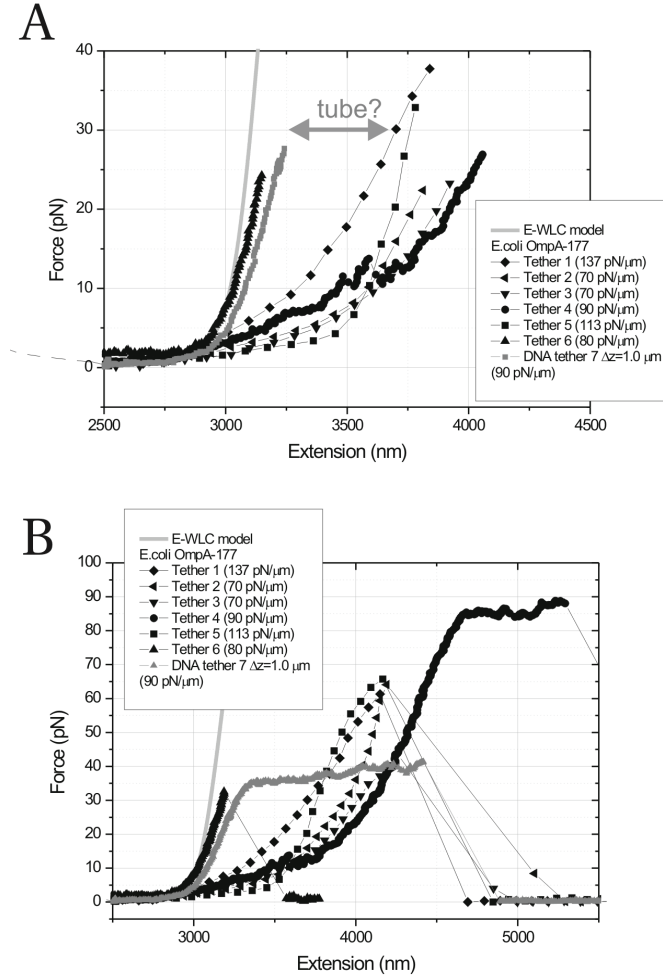 A
40
30
20
10
0
Force (pN)
tube?
E-WLC model
E.coli OmpA-177
Tether 1 (137 pN/µm)
Tether 2 (70 pN/µm)
Tether 3 (70 pN/µm)
Tether 4 (90 pN/µm)
Tether 5 (113 pN/µm)
Tether 6 (80 pN/µm)
DNA tether 7 Δz=1.0 µm
(90 pN/µm)
2500 3000 3500 4000 4500
Extension (nm)
B
E-WLC model
E.coli OmpA-177
Tether 1 (137 pN/µm)
Tether 2 (70 pN/µm)
Tether 3 (70 pN/µm)
Tether 4 (90 pN/µm)
Tether 5 (113 pN/µm)
Tether 6 (80 pN/µm)
DNA tether 7 Δz=1.0 µm
(90 pN/µm)
100
90
80
70
60
50
40
30
20
10
0
Force (pN)
3000 4000 5000
Extension (nm)